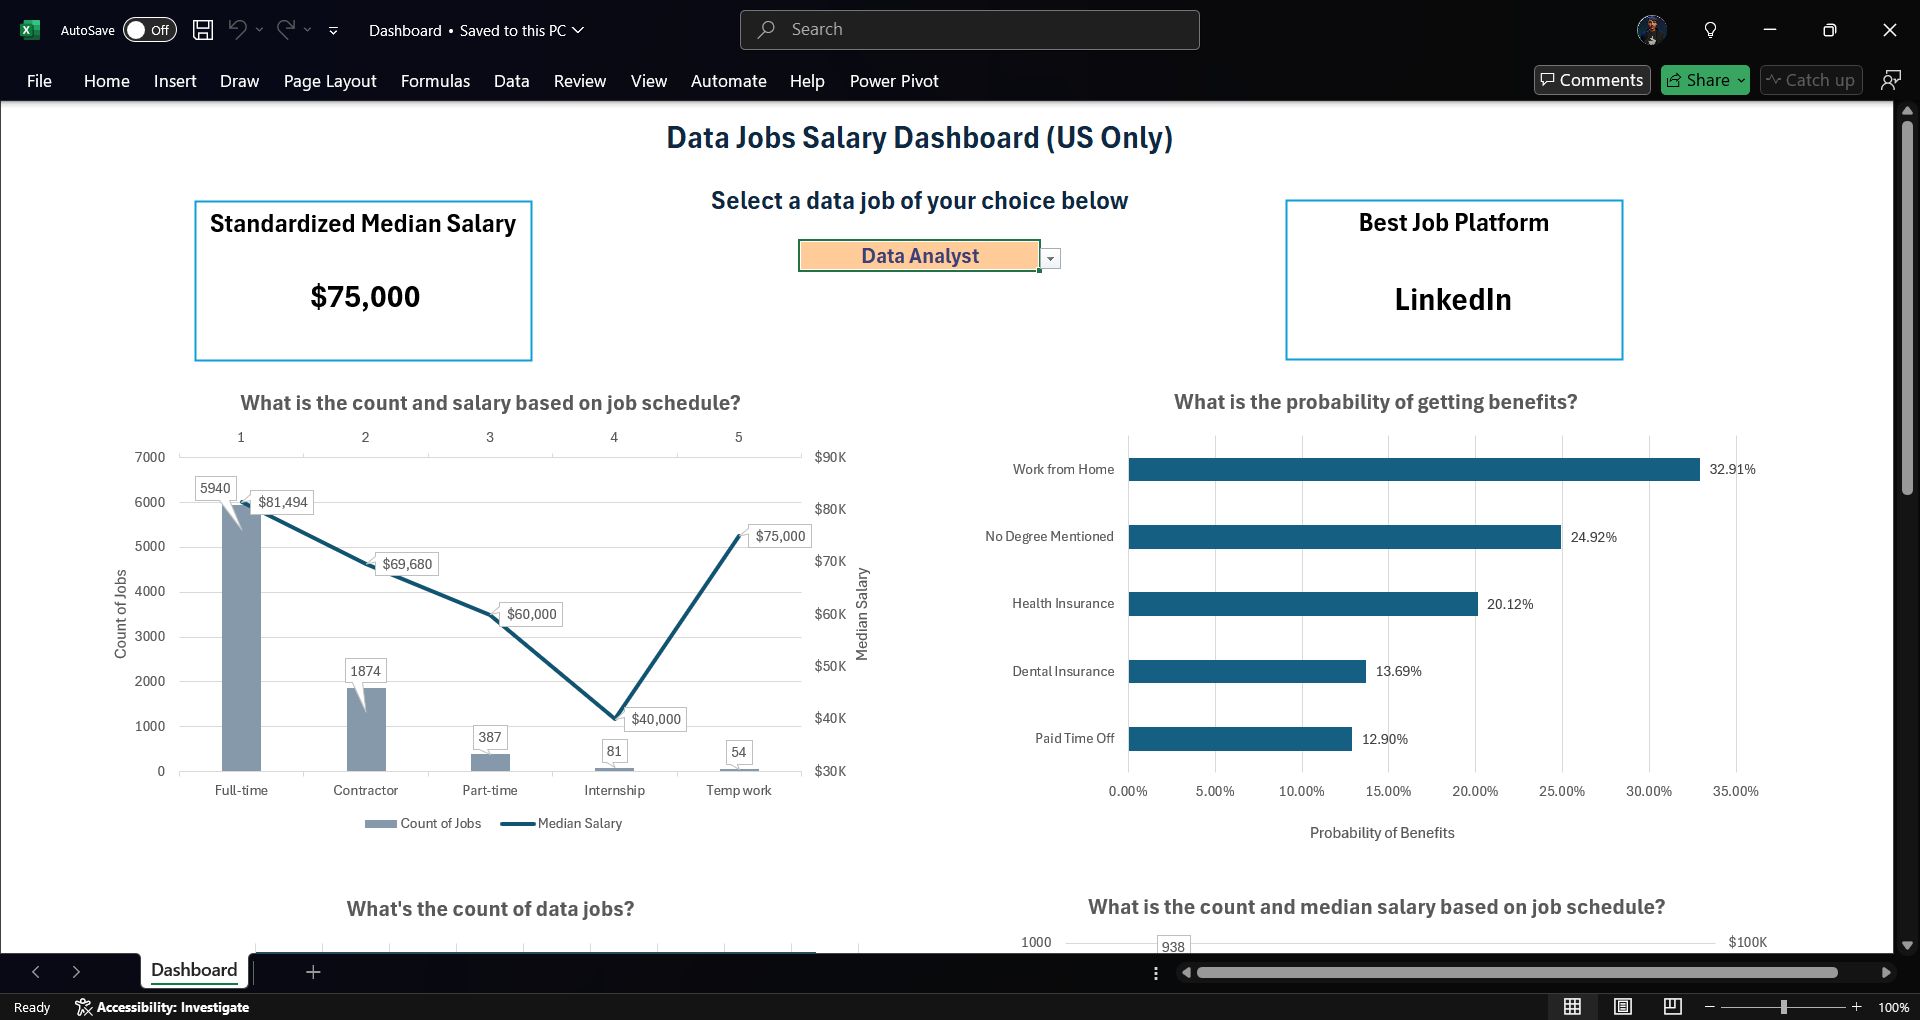 AutoSave Off Dashboard • Saved to this PC Search
File Home Insert Draw Page Layout Formulas Data Review View Automate Help Power Pivot Comments Share Catch up
Data Jobs Salary Dashboard (US Only)
Select a data job of your choice below
Data Analyst
Standardized Median Salary
$75,000
Best Job Platform
LinkedIn
What is the count and salary based on job schedule?
1 2 3 4 5
7000
6000
5000
4000
3000
2000
1000
0
Count of Jobs
5940
1874
387
81
54
$81,494
$69,680
$60,000
$40,000
$75,000
$90K
$80K
$70K
$60K
$50K
$40K
$30K
Median Salary
Full-time Contractor Part-time Internship Temp work
Count of Jobs Median Salary
What is the probability of getting benefits?
Work from Home 32.91%
No Degree Mentioned 24.92%
Health Insurance 20.12%
Dental Insurance 13.69%
Paid Time Off 12.90%
0.00% 5.00% 10.00% 15.00% 20.00% 25.00% 30.00% 35.00%
Probability of Benefits
What's the count of data jobs?
What is the count and median salary based on job schedule?
1000 938 $100K
Dashboard
Ready Accessibility: Investigate 100%